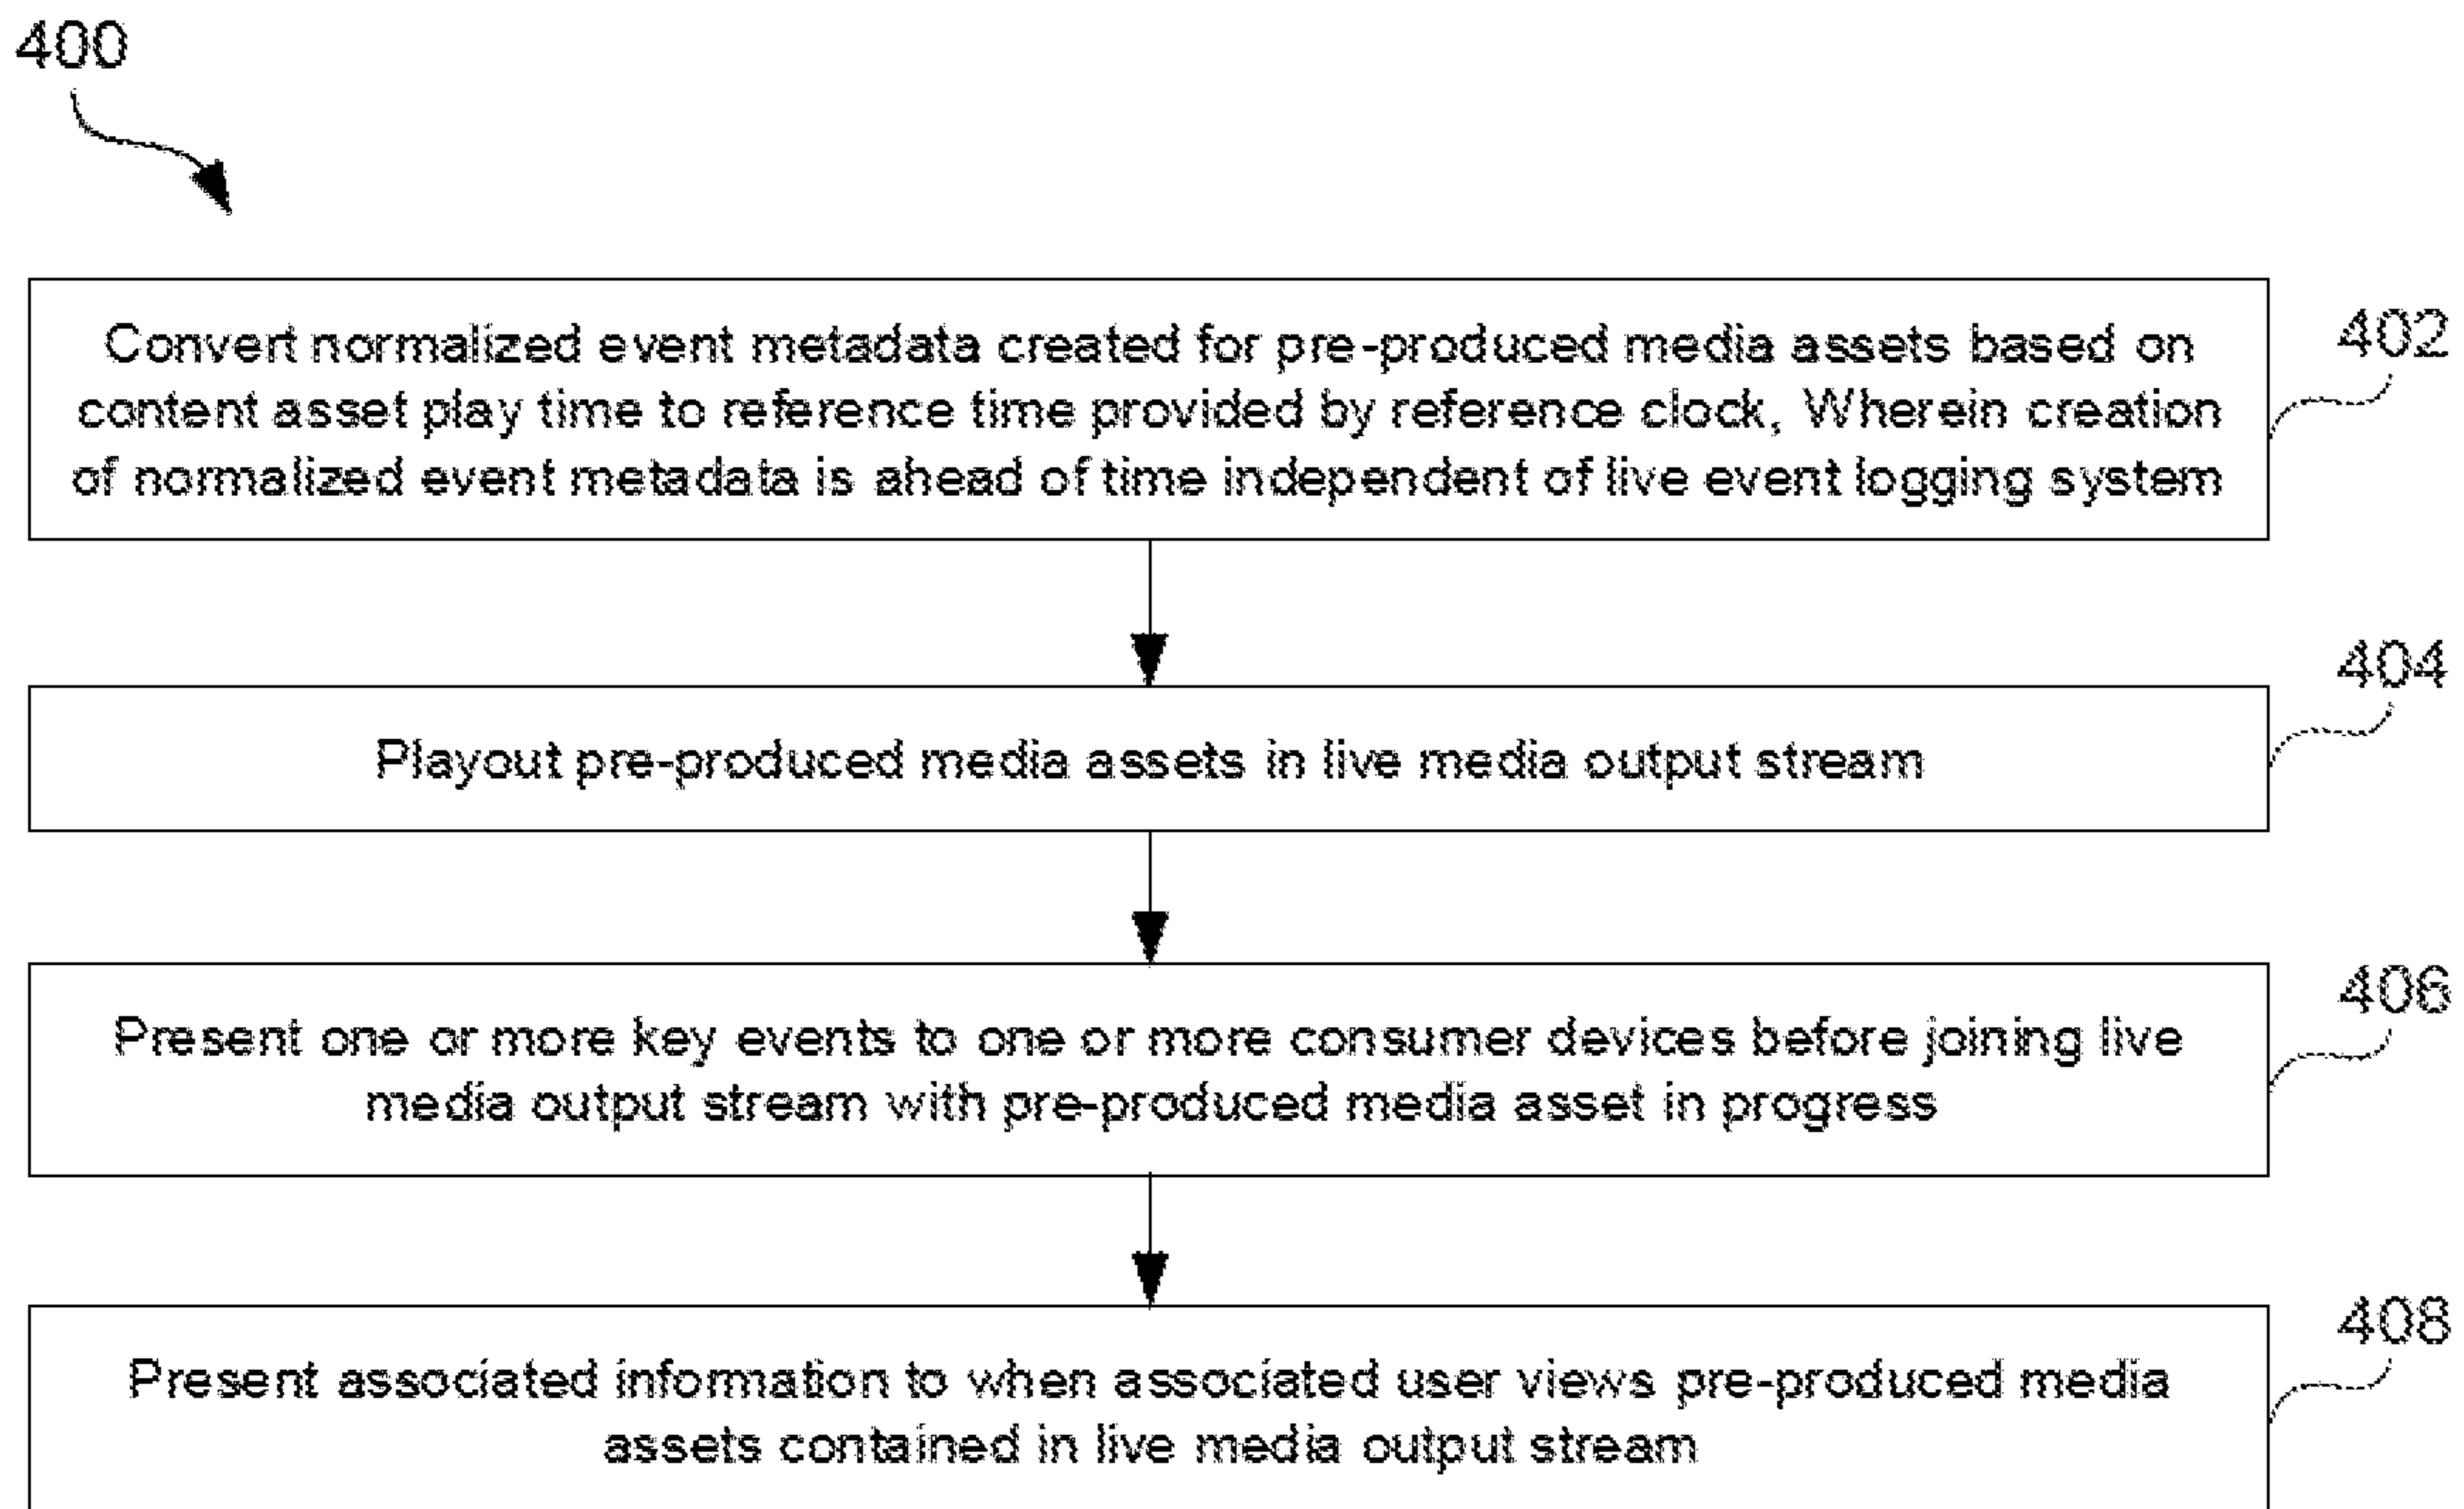 400
Convert normalized event metadata created for pre-produced media assets based on
content asset play time to reference time provided by reference clock, Wherein creation
of normalized event metadata is ahead of time independent of live event logging system
402
Playout pre-produced media assets in live media output stream
404
Present one or more key events to one or more consumer devices before joining live
media output stream with pre-produced media asset in progress
406
Present associated information to when associated user views pre-produced media
assets contained in live media output stream
408